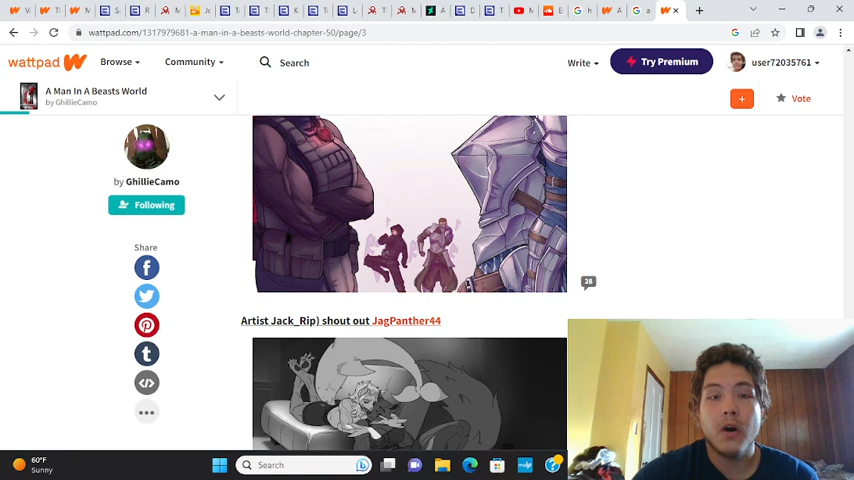 wattpad.com/1317979681-a-man-in-a-beasts-world-chapter-50/page/3
wattpad
Browse
Community
Search
Write
Try Premium
user72035761
A Man In A Beasts World
by GhillieCamo
+
Vote
by GhillieCamo
Following
Share
28
Artist Jack_Rip) shout out JagPanther44
60°F
Sunny
Search